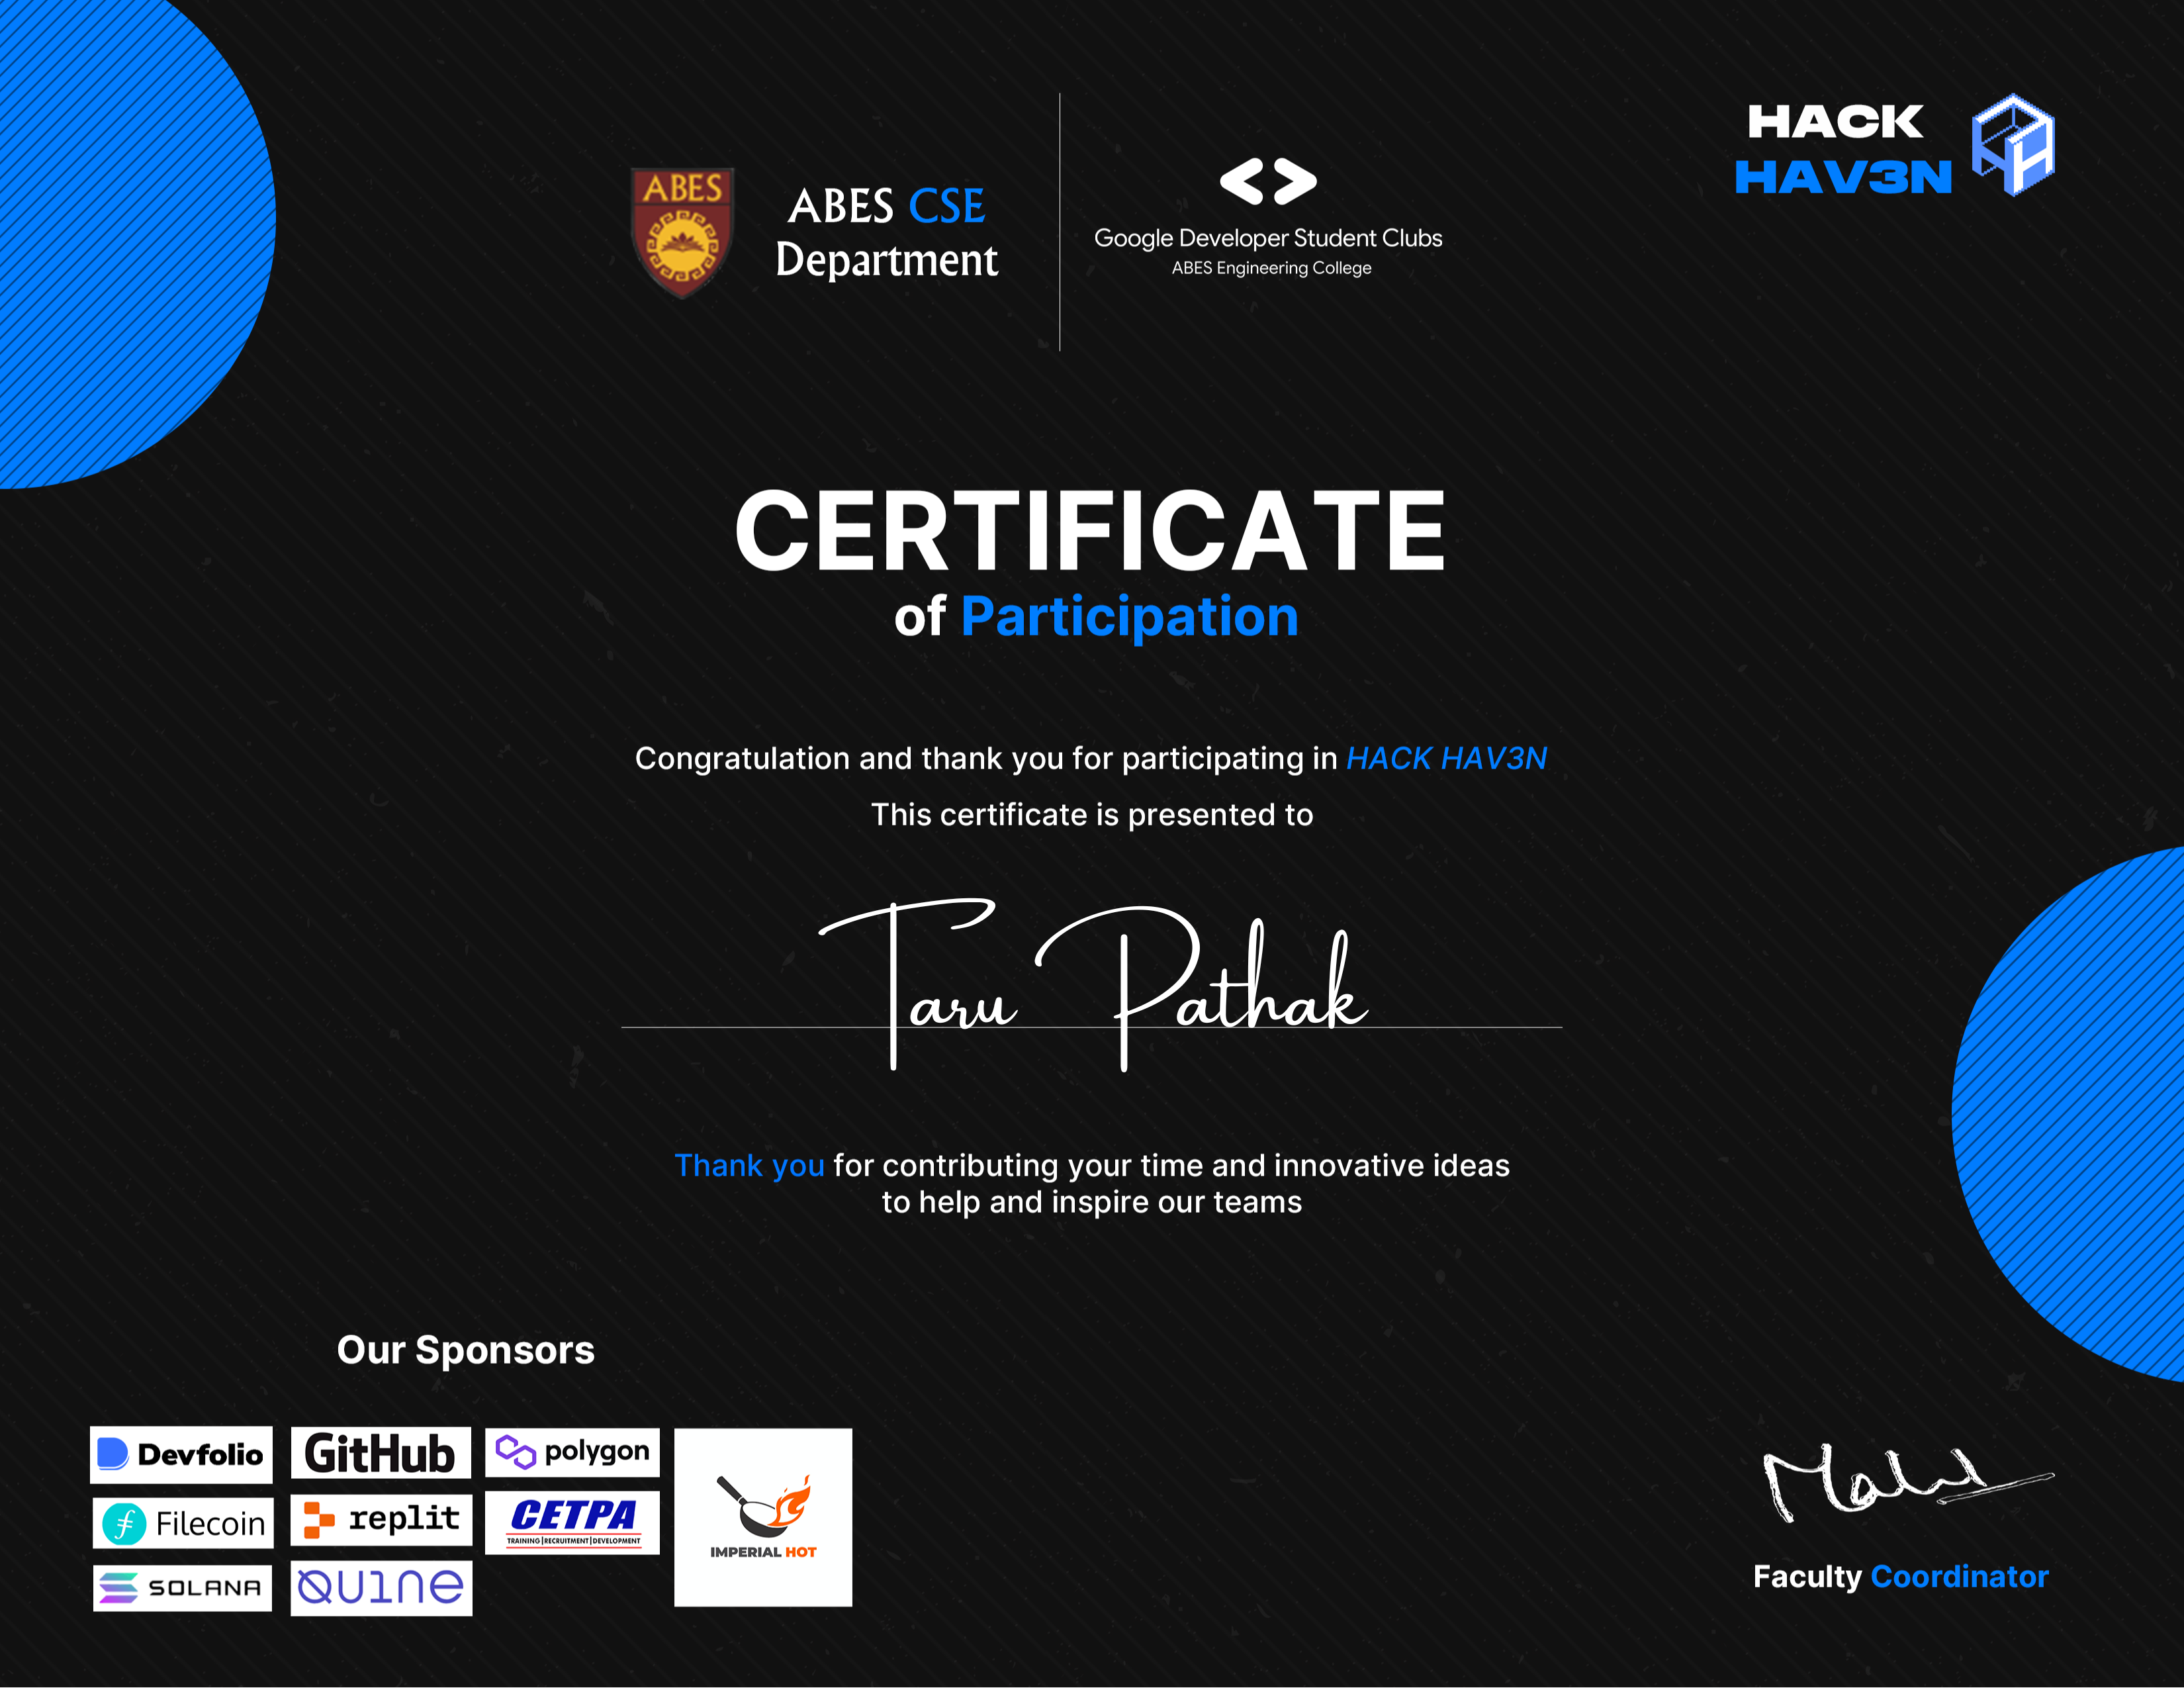 HACK
HAV3N
ABES
ABES CSE
Department
Google Developer Student Clubs
ABES Engineering College
CERTIFICATE
of Participation
Congratulation and thank you for participating in HACK HAV3N
This certificate is presented to
Taru Pathak
Thank you for contributing your time and innovative ideas
to help and inspire our teams
Our Sponsors
Devfolio
GitHub
polygon
Filecoin
replit
CETPA
TRAINING|RECRUITMENT|DEVELOPMENT
IMPERIAL HOT
SOLANA
QUINE
Faculty Coordinator